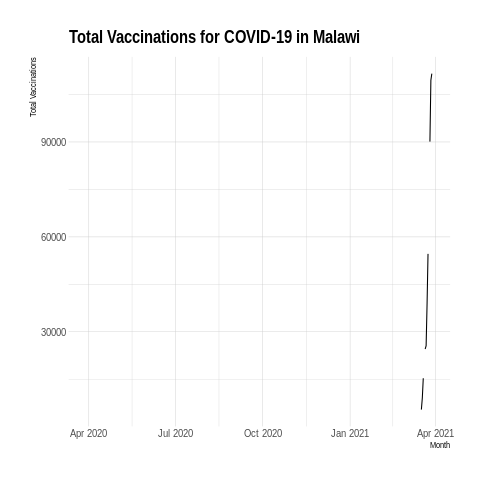 Total Vaccinations for COVID-19 in Malawi
Total Vaccinations
90000
60000
30000
Apr 2020 Jul 2020 Oct 2020 Jan 2021 Apr 2021
Month